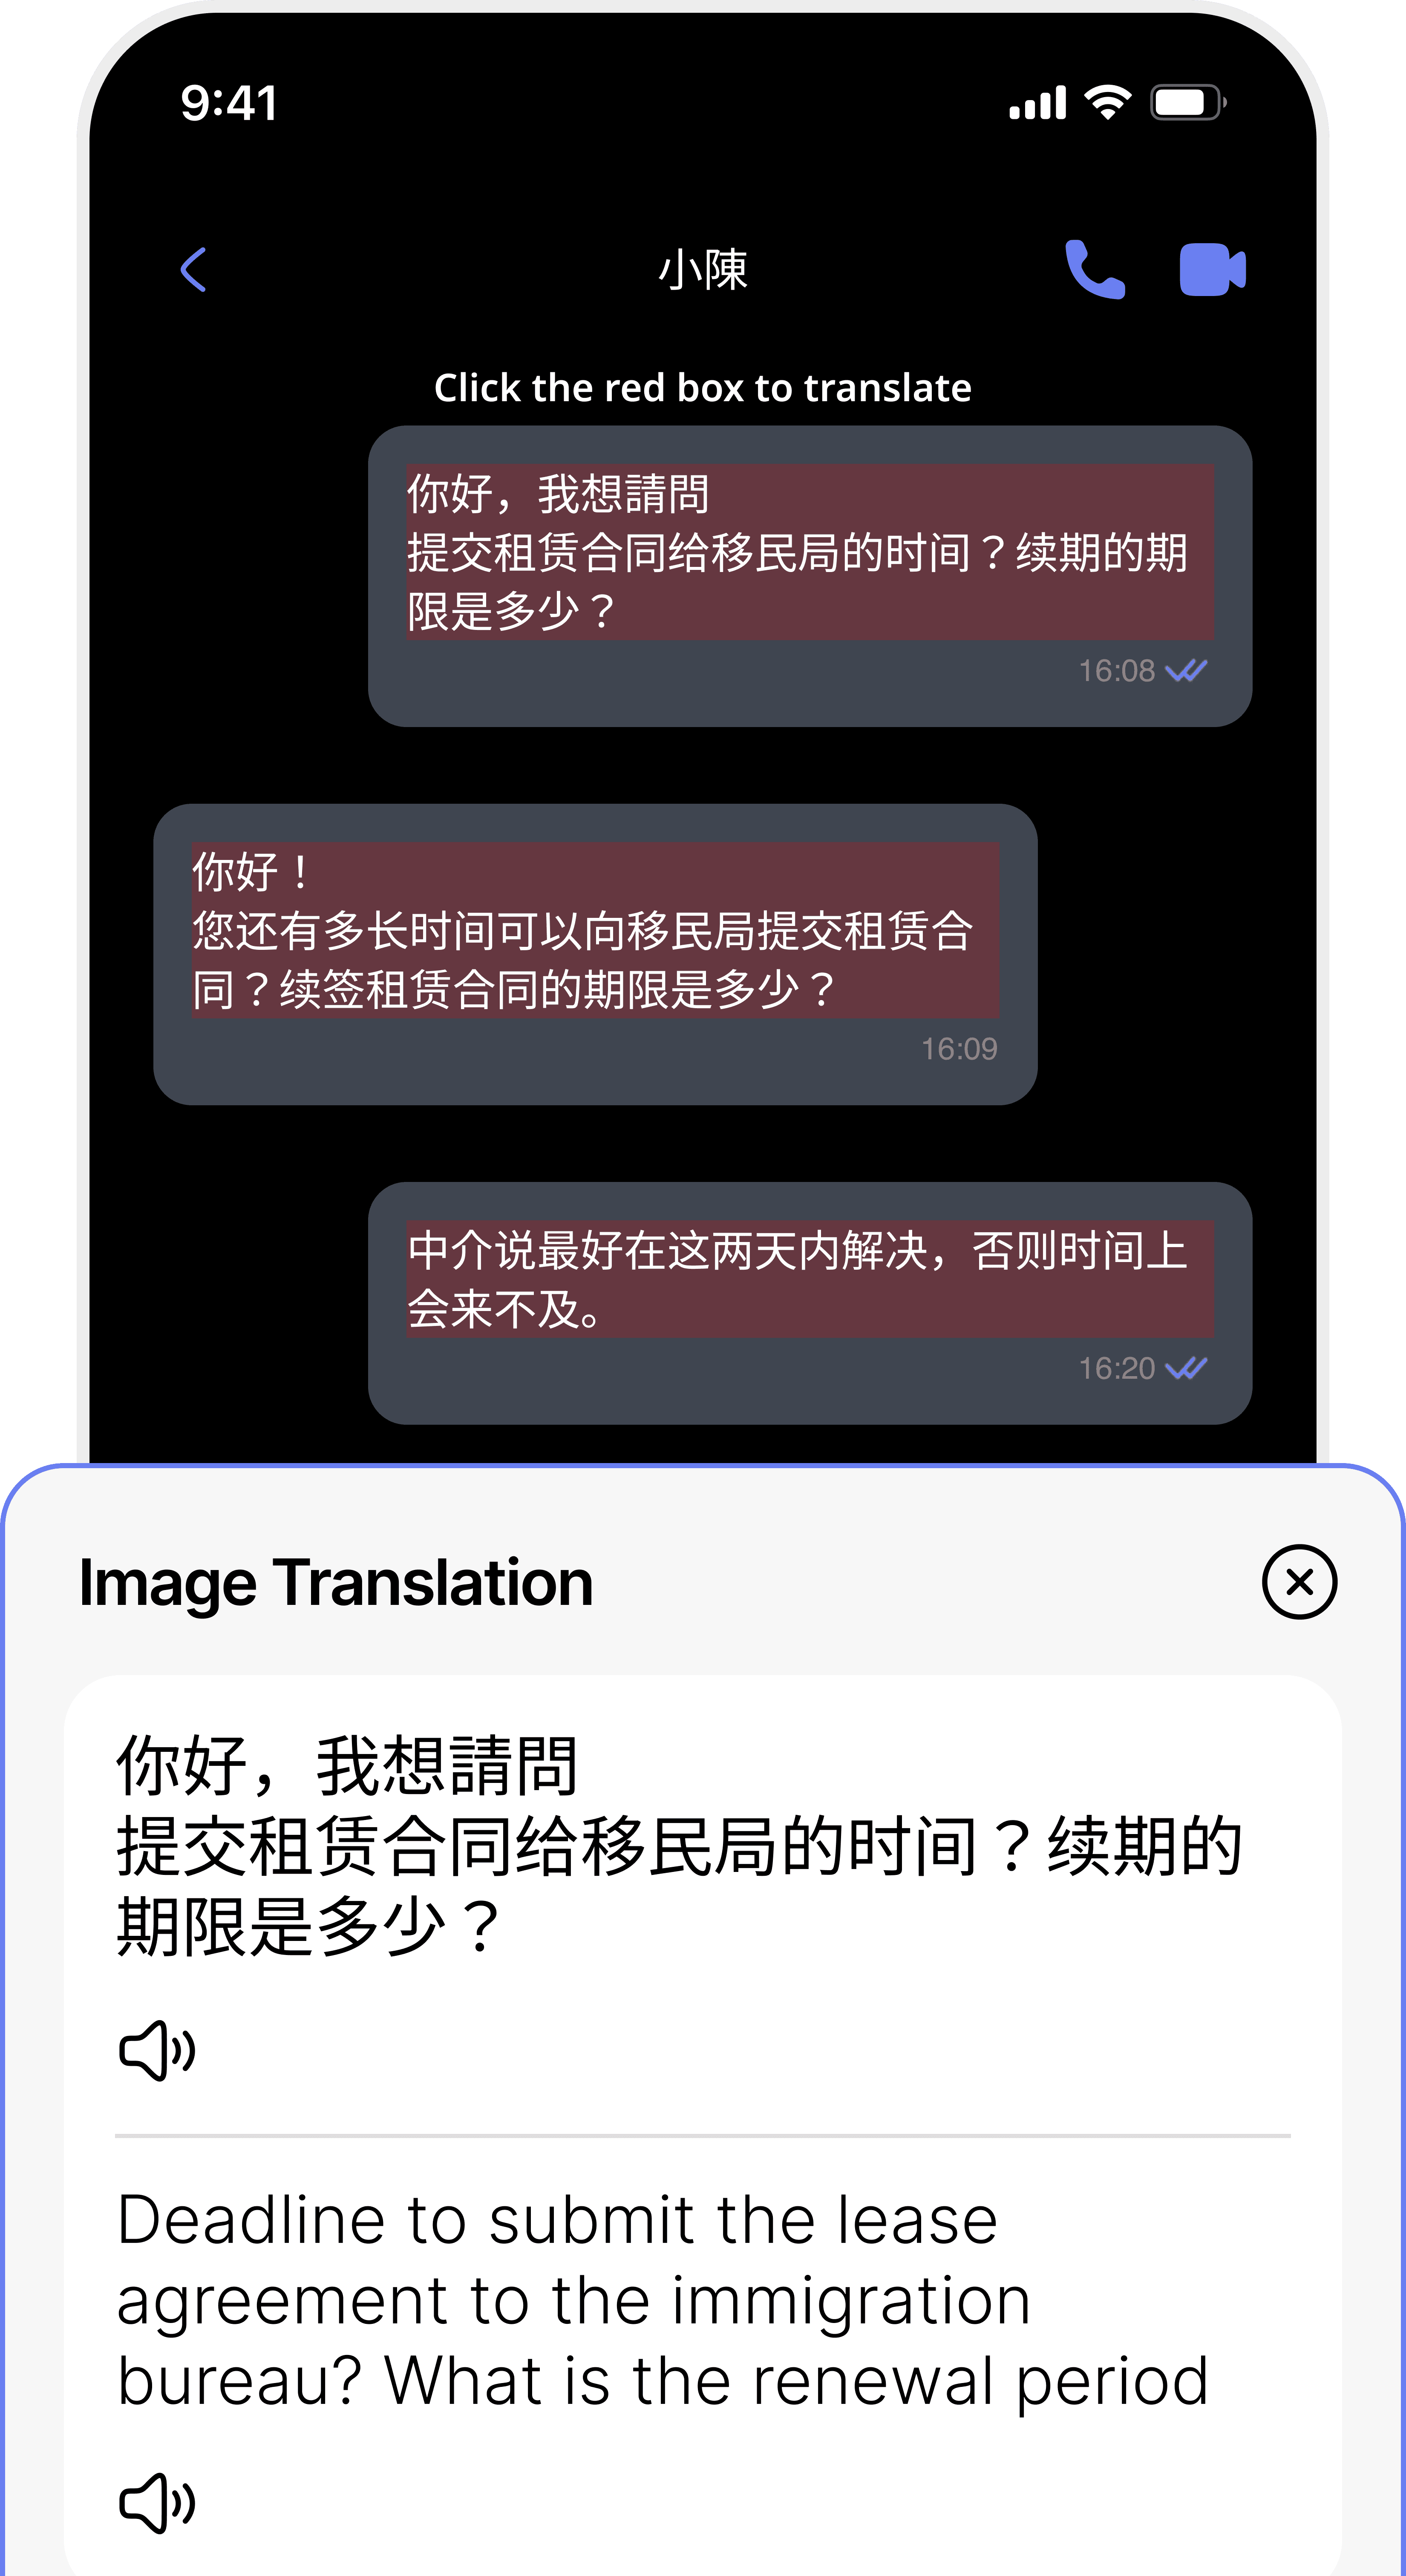 9:41
小陳
Click the red box to translate
你好，我想請問
提交租赁合同给移民局的时间？续期的期
限是多少？
16:08
你好！
您还有多长时间可以向移民局提交租赁合
同？续签租赁合同的期限是多少？
16:09
中介说最好在这两天内解决，否则时间上
会来不及。
16:20
Image Translation
你好，我想請問
提交租赁合同给移民局的时间？续期的
期限是多少？
Deadline to submit the lease
agreement to the immigration
bureau? What is the renewal period